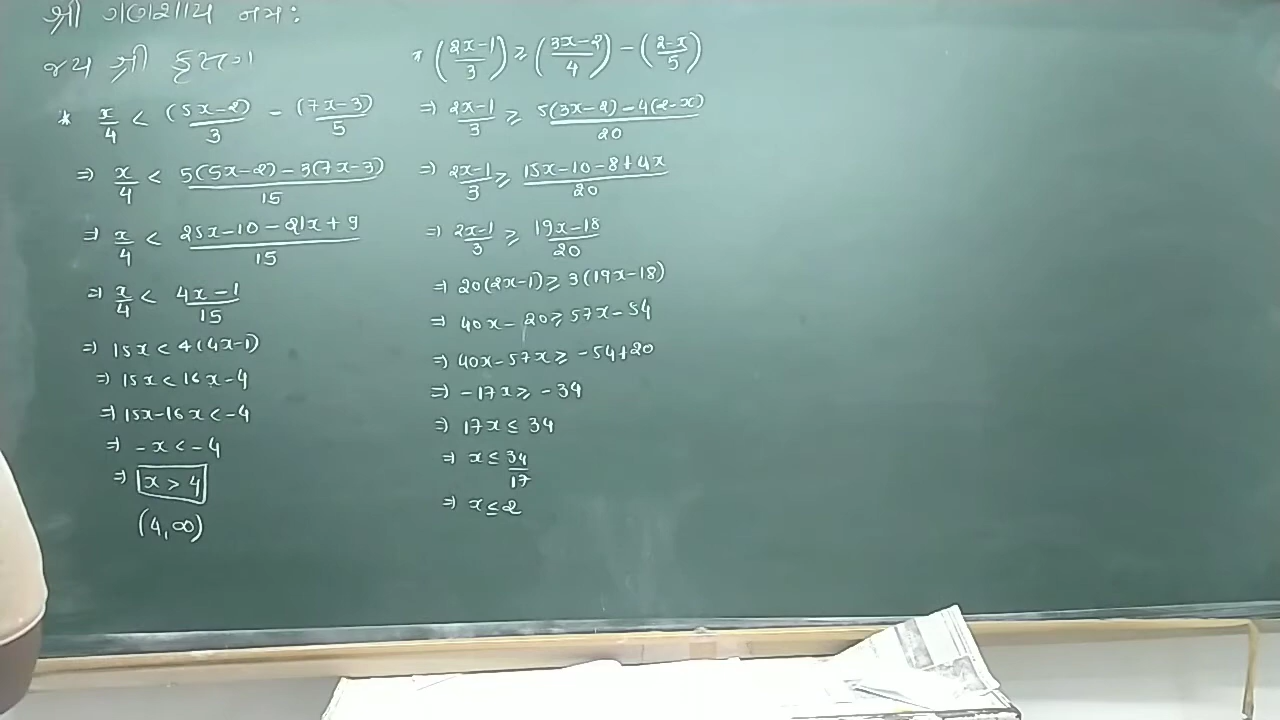 શ્રી ગણેશાય નમઃ
જય શ્રી કૃષ્ણ
* x/4 < (5x-2)/3 - (7x-3)/5
⇒ x/4 < 5(5x-2)-3(7x-3)/15
⇒ x/4 < 25x-10-21x+9/15
⇒ x/4 < 4x-1/15
⇒ 15x < 4(4x-1)
⇒ 15x < 16x-4
⇒ 15x-16x < -4
⇒ -x < -4
⇒ x > 4
(4,∞)
* (2x-1/3) ≥ (3x-2/4) - (2-x/5)
⇒ 2x-1/3 ≥ 5(3x-2)-4(2-x)/20
⇒ 2x-1/3 ≥ 15x-10-8+4x/20
⇒ 2x-1/3 ≥ 19x-18/20
⇒ 20(2x-1) ≥ 3(19x-18)
⇒ 40x-20 ≥ 57x-54
⇒ 40x-57x ≥ -54+20
⇒ -17x ≥ -34
⇒ 17x ≤ 34
⇒ x ≤ 34/17
⇒ x ≤ 2